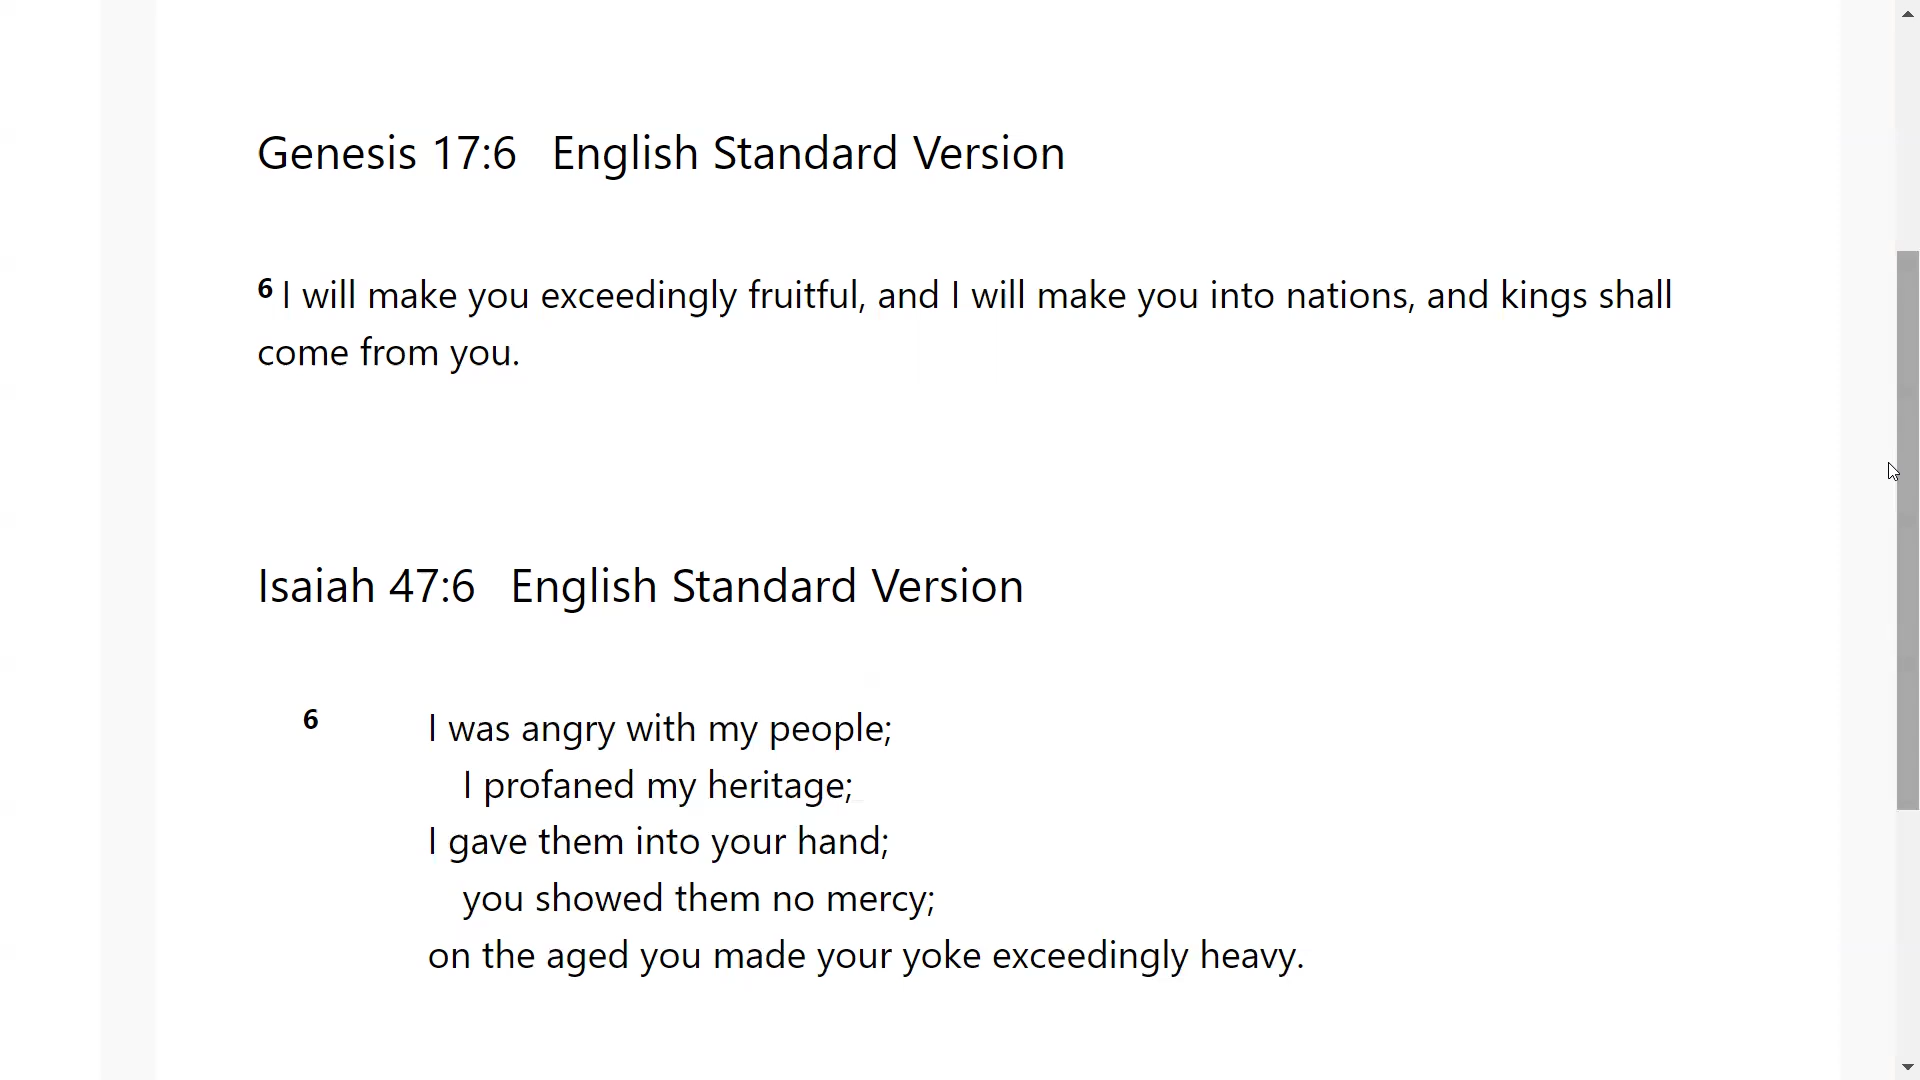 Genesis 17:6 English Standard Version
6 I will make you exceedingly fruitful, and I will make you into nations, and kings shall
come from you.
Isaiah 47:6 English Standard Version
6 I was angry with my people;
I profaned my heritage;
I gave them into your hand;
you showed them no mercy;
on the aged you made your yoke exceedingly heavy.